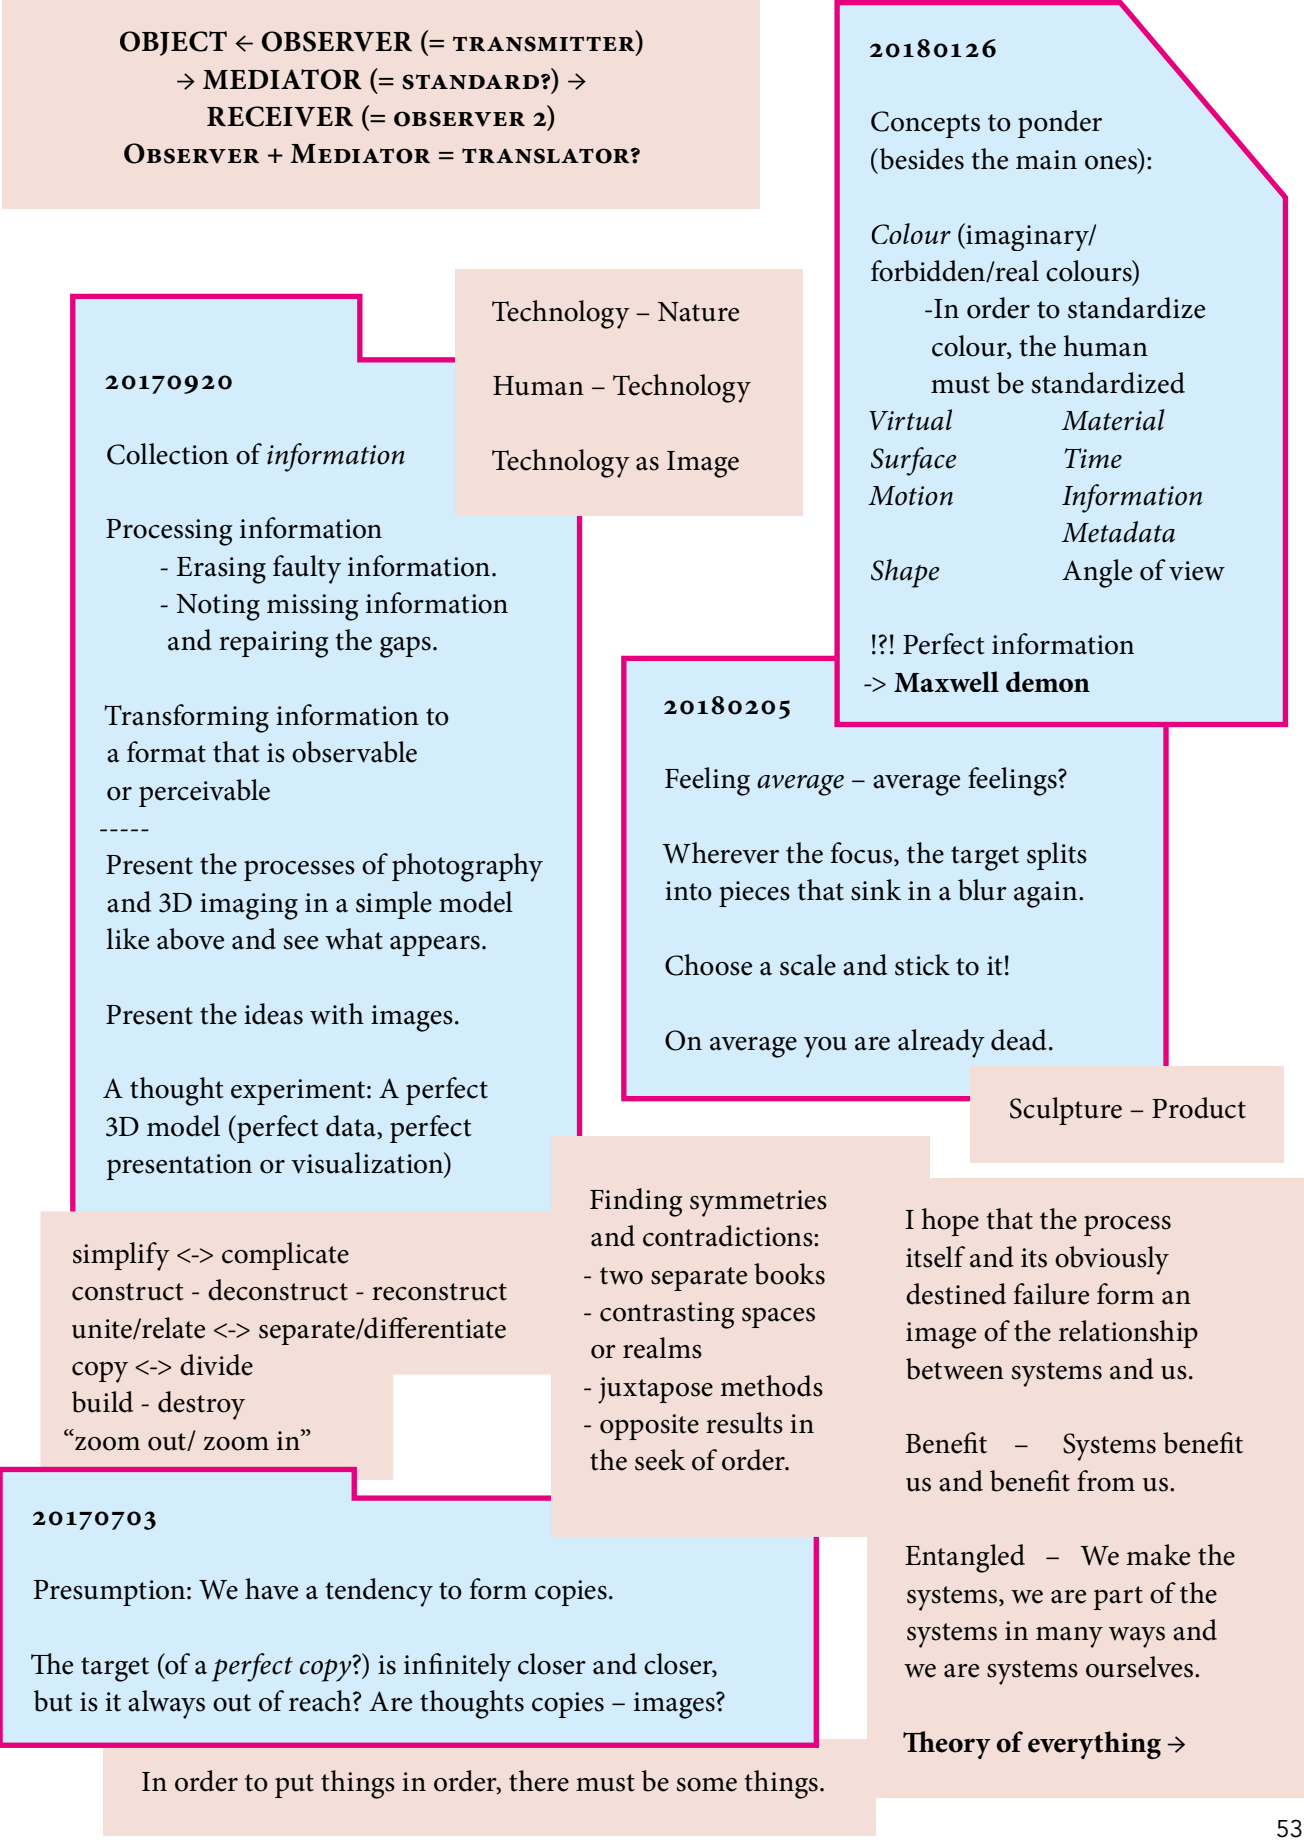 OBJECT ← OBSERVER (= TRANSMITTER)
→ MEDIATOR (= STANDARD?) →
RECEIVER (= OBSERVER 2)
OBSERVER + MEDIATOR = TRANSLATOR?
20180126
Concepts to ponder
(besides the main ones):
Colour (imaginary/
forbidden/real colours)
-In order to standardize
colour, the human
must be standardized
Virtual Material
Surface Time
Motion Information
Metadata
Shape Angle of view
!?! Perfect information
-> Maxwell demon
Technology – Nature
Human – Technology
Technology as Image
20170920
Collection of information
Processing information
- Erasing faulty information.
- Noting missing information
and repairing the gaps.
Transforming information to
a format that is observable
or perceivable
-----
Present the processes of photography
and 3D imaging in a simple model
like above and see what appears.
Present the ideas with images.
A thought experiment: A perfect
3D model (perfect data, perfect
presentation or visualization)
20180205
Feeling average – average feelings?
Wherever the focus, the target splits
into pieces that sink in a blur again.
Choose a scale and stick to it!
On average you are already dead.
Sculpture – Product
simplify <-> complicate
construct - deconstruct - reconstruct
unite/relate <-> separate/differentiate
copy <-> divide
build - destroy
“zoom out/ zoom in”
Finding symmetries
and contradictions:
- two separate books
- contrasting spaces
or realms
- juxtapose methods
- opposite results in
the seek of order.
I hope that the process
itself and its obviously
destined failure form an
image of the relationship
between systems and us.
Benefit – Systems benefit
us and benefit from us.
Entangled – We make the
systems, we are part of the
systems in many ways and
we are systems ourselves.
Theory of everything →
20170703
Presumption: We have a tendency to form copies.
The target (of a perfect copy?) is infinitely closer and closer,
but is it always out of reach? Are thoughts copies – images?
In order to put things in order, there must be some things.
53